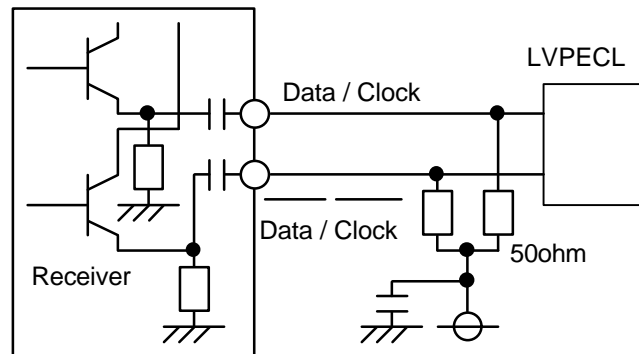 LVPECL
Data / Clock
Data / Clock
Receiver
50ohm